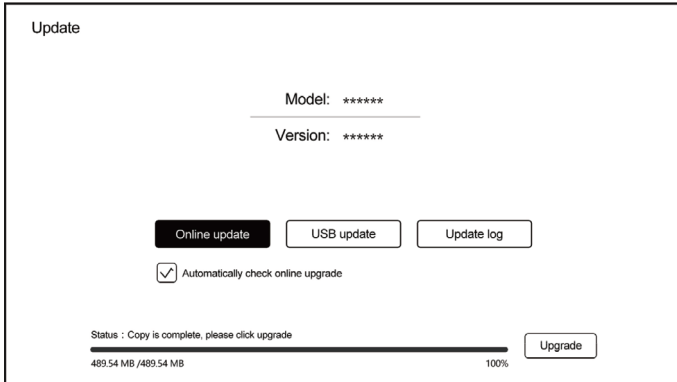 Update
Model: ******
Version: ******
Online update USB update Update log
Automatically check online upgrade
Status : Copy is complete, please click upgrade
Upgrade
489.54 MB /489.54 MB 100%